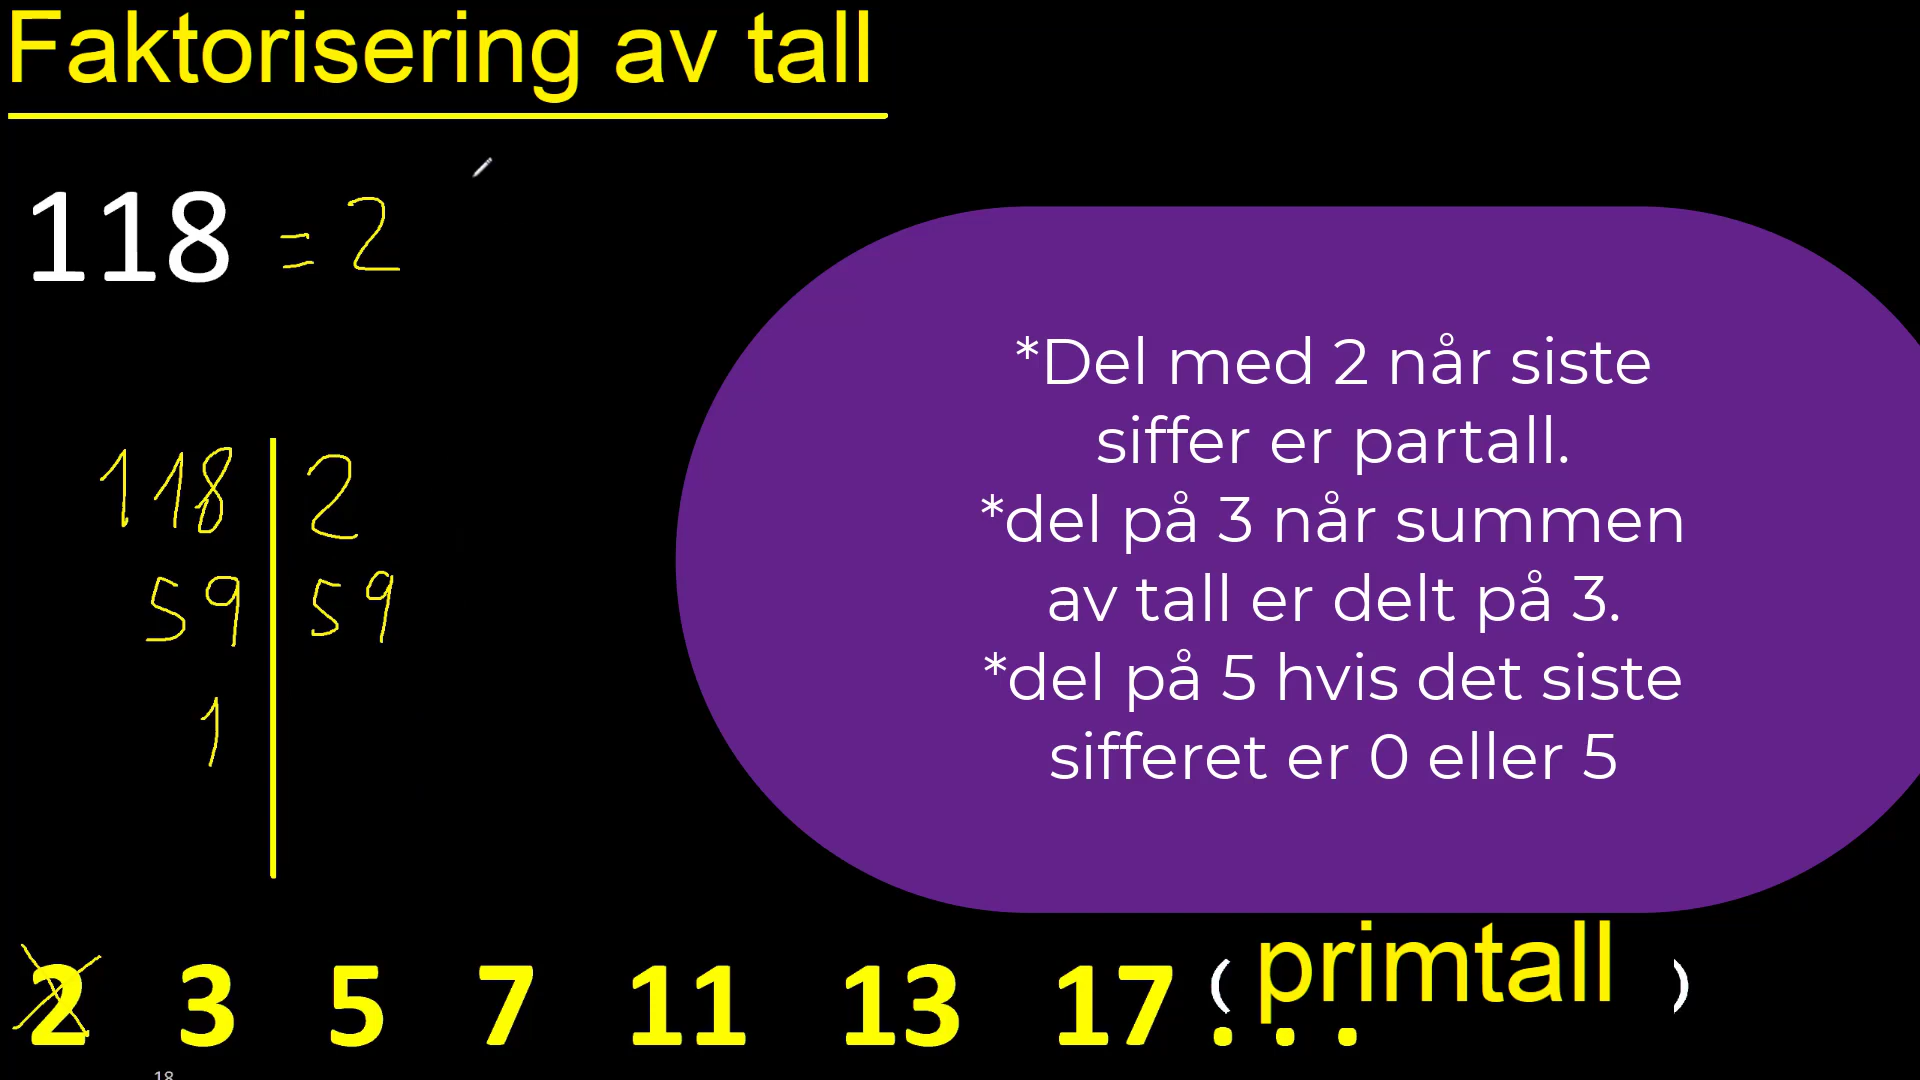 Faktorisering av tall
118 = 2
118 | 2
59 | 59
1
*Del med 2 når siste
siffer er partall.
*del på 3 når summen
av tall er delt på 3.
*del på 5 hvis det siste
sifferet er 0 eller 5
2 3 5 7 11 13 17 . . . ( primtall )
18